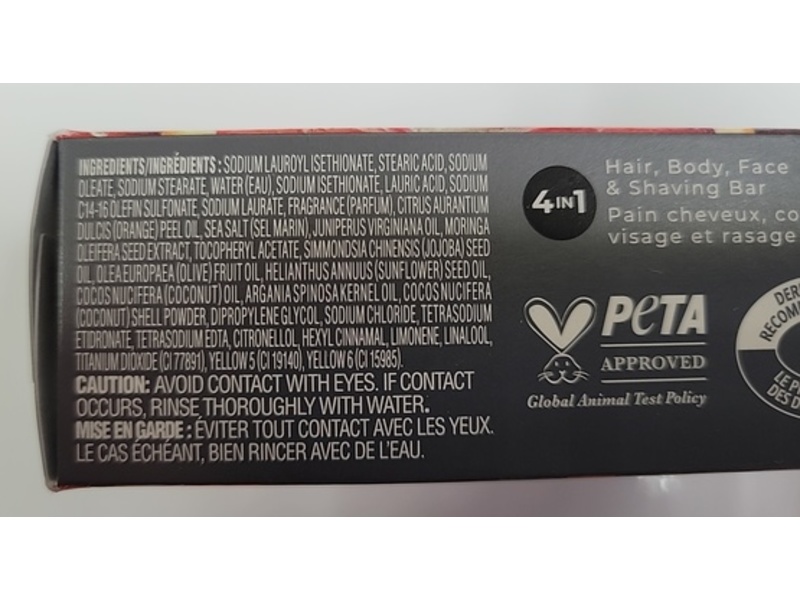 INGREDIENTS/INGRÉDIENTS : SODIUM LAUROYL ISETHIONATE, STEARIC ACID, SODIUM
OLEATE, SODIUM STEARATE, WATER (EAU), SODIUM ISETHIONATE, LAURIC ACID, SODIUM
C14-16 OLEFIN SULFONATE, SODIUM LAURATE, FRAGRANCE (PARFUM), CITRUS AURANTIUM
DULCIS (ORANGE) PEEL OIL, SEA SALT (SEL MARIN), JUNIPERUS VIRGINIANA OIL, MORINGA
OLEIFERA SEED EXTRACT, TOCOPHERYL ACETATE, SIMMONDSIA CHINENSIS (JOJOBA) SEED
OIL, OLEA EUROPAEA (OLIVE) FRUIT OIL, HELIANTHUS ANNUUS (SUNFLOWER) SEED OIL,
COCOS NUCIFERA (COCONUT) OIL, ARGANIA SPINOSA KERNEL OIL, COCOS NUCIFERA
(COCONUT) SHELL POWDER, DIPROPYLENE GLYCOL, SODIUM CHLORIDE, TETRASODIUM
ETIDRONATE, TETRASODIUM EDTA, CITRONELLOL, HEXYL CINNAMAL, LIMONENE, LINALOOL,
TITANIUM DIOXIDE (CI 77891), YELLOW 5 (CI 19140), YELLOW 6 (CI 15985).
CAUTION: AVOID CONTACT WITH EYES. IF CONTACT
OCCURS, RINSE THOROUGHLY WITH WATER.
MISE EN GARDE : ÉVITER TOUT CONTACT AVEC LES YEUX.
LE CAS ÉCHÉANT, BIEN RINCER AVEC DE L'EAU.
4 IN 1
Hair, Body, Face
& Shaving Bar
Pain cheveux, co
visage et rasage
PETA
APPROVED
Global Animal Test Policy
DER
RECOM
LE P
DES D